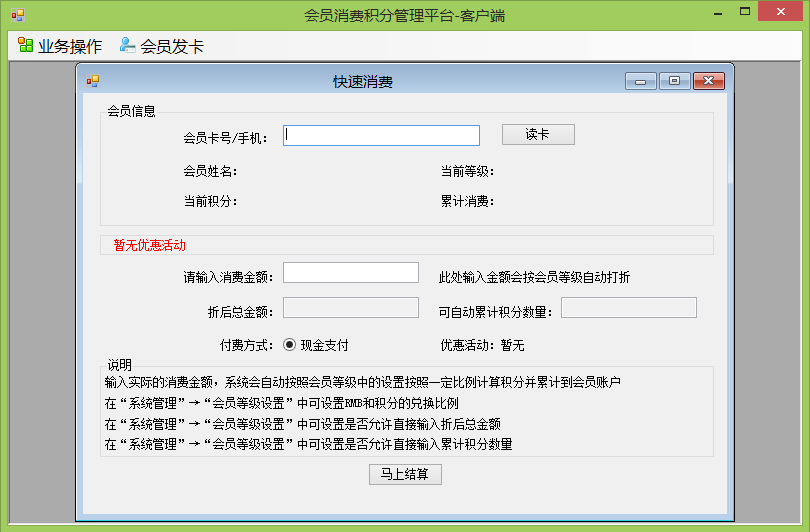 会员消费积分管理平台-客户端
业务操作 会员发卡
快速消费
会员信息
会员卡号/手机： 读卡
会员姓名： 当前等级：
当前积分： 累计消费：
暂无优惠活动
请输入消费金额： 此处输入金额会按会员等级自动打折
折后总金额： 可自动累计积分数量：
付费方式： 现金支付 优惠活动：暂无
说明
输入实际的消费金额，系统会自动按照会员等级中的设置按照一定比例计算积分并累计到会员账户
在“系统管理”→“会员等级设置”中可设置RMB和积分的兑换比例
在“系统管理”→“会员等级设置”中可设置是否允许直接输入折后总金额
在“系统管理”→“会员等级设置”中可设置是否允许直接输入累计积分数量
马上结算